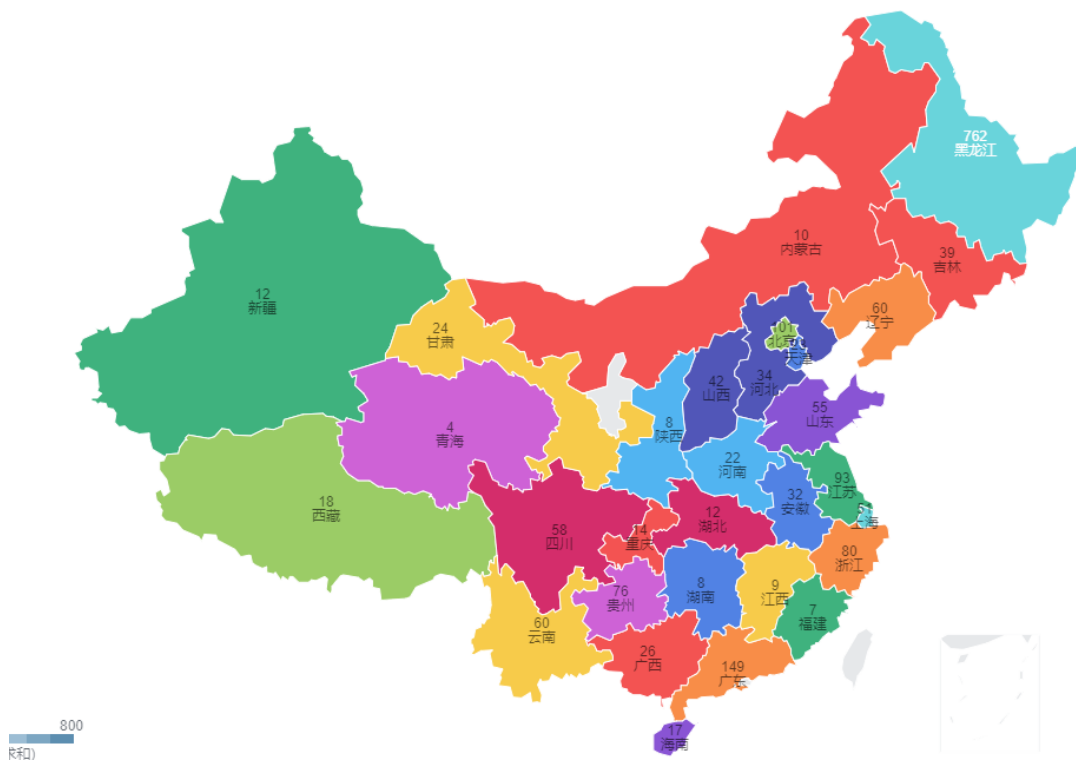 762
黑龙江
10
内蒙古
39
吉林
12
新疆
60
辽宁
24
甘肃
01
北京
天津
42
山西
34
河北
55
山东
4
青海
8
陕西
22
河南
93
江苏
32
安徽
18
西藏
58
四川
14
重庆
12
湖北
上海
80
浙江
76
贵州
8
湖南
9
江西
7
福建
60
云南
26
广西
149
广东
17
海南
800
求和)